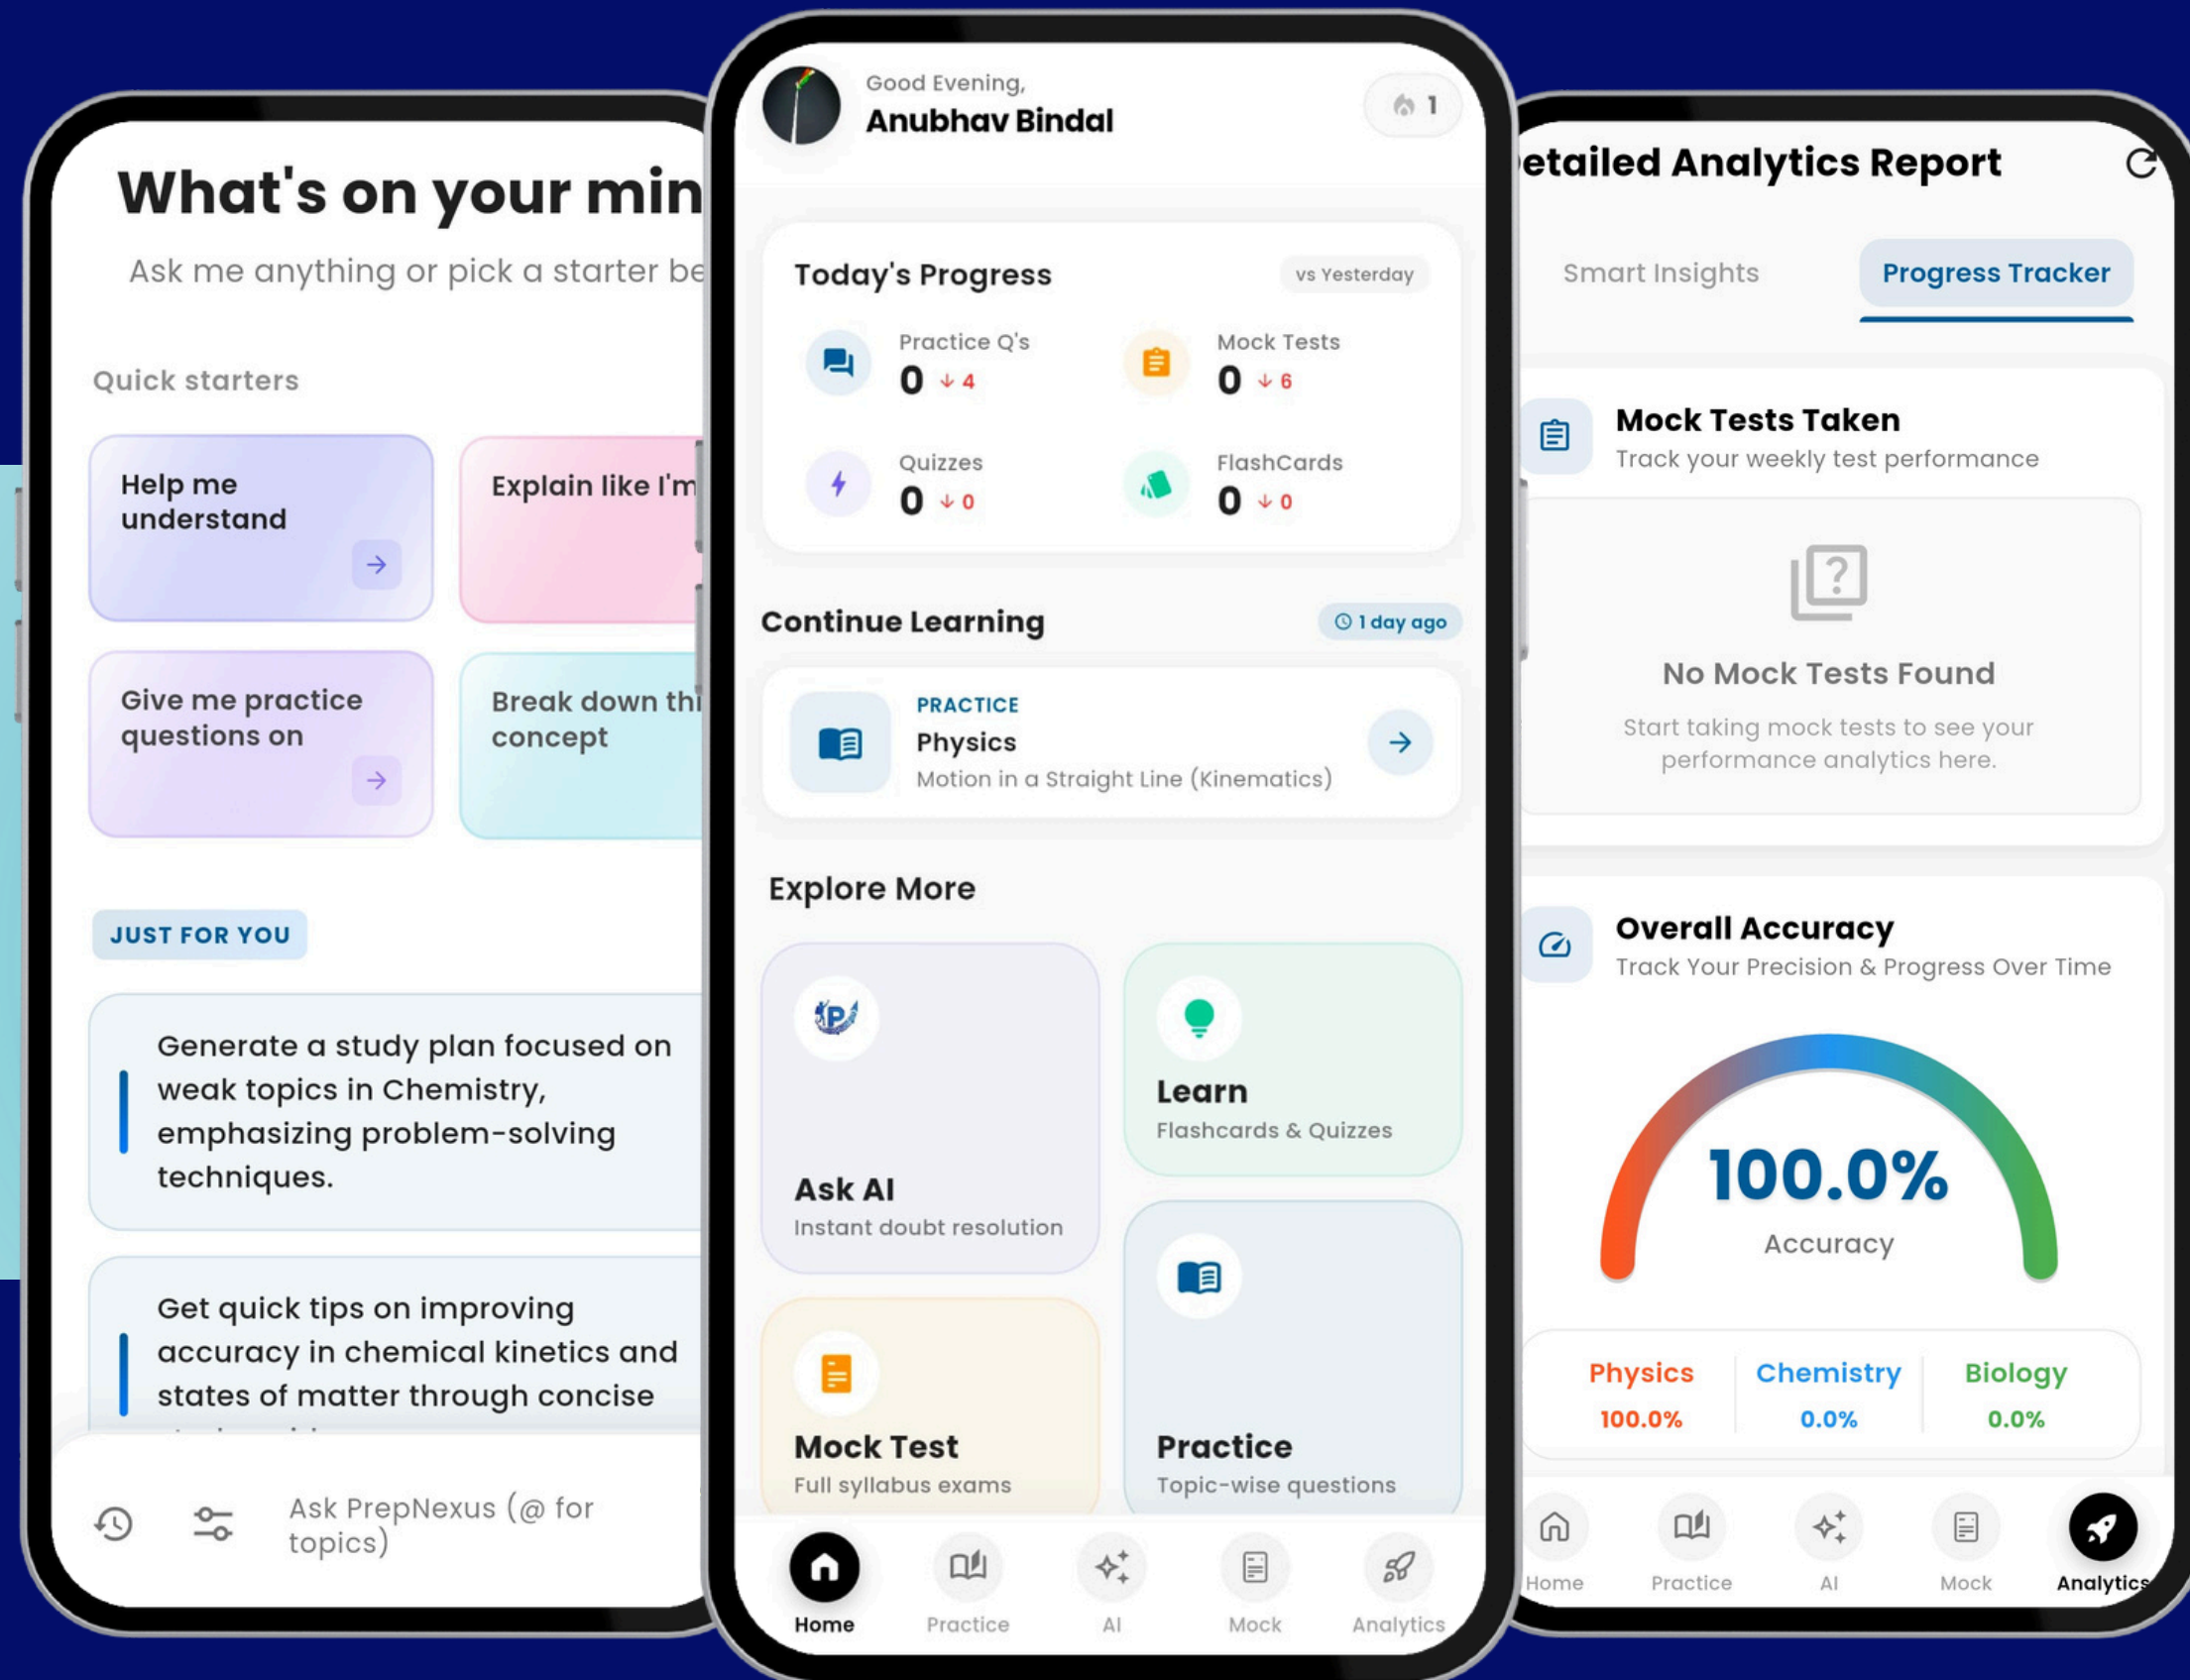 What's on your min
Ask me anything or pick a starter be
Quick starters
Help me
understand
Explain like I'm
Give me practice
questions on
Break down thi
concept
JUST FOR YOU
Generate a study plan focused on
weak topics in Chemistry,
emphasizing problem-solving
techniques.
Get quick tips on improving
accuracy in chemical kinetics and
states of matter through concise
Ask PrepNexus (@ for
topics)
Good Evening,
Anubhav Bindal
1
Today's Progress
vs Yesterday
Practice Q's
0 ↓ 4
Mock Tests
0 ↓ 6
Quizzes
0 ↓ 0
FlashCards
0 ↓ 0
Continue Learning
1 day ago
PRACTICE
Physics
Motion in a Straight Line (Kinematics)
Explore More
P
Ask AI
Instant doubt resolution
Learn
Flashcards & Quizzes
Mock Test
Full syllabus exams
Practice
Topic-wise questions
Home
Practice
AI
Mock
Analytics
etailed Analytics Report
Smart Insights
Progress Tracker
Mock Tests Taken
Track your weekly test performance
?
No Mock Tests Found
Start taking mock tests to see your
performance analytics here.
Overall Accuracy
Track Your Precision & Progress Over Time
100.0%
Accuracy
Physics
100.0%
Chemistry
0.0%
Biology
0.0%
Home
Practice
AI
Mock
Analytics